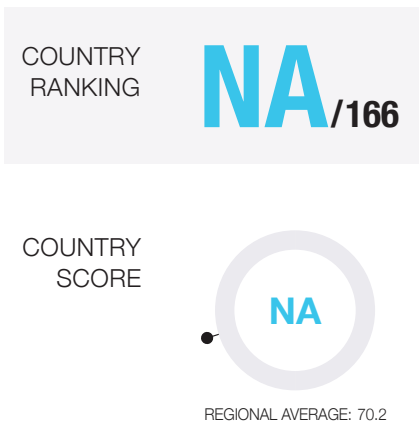 COUNTRY
RANKING
NA/166
COUNTRY
SCORE
NA
REGIONAL AVERAGE: 70.2